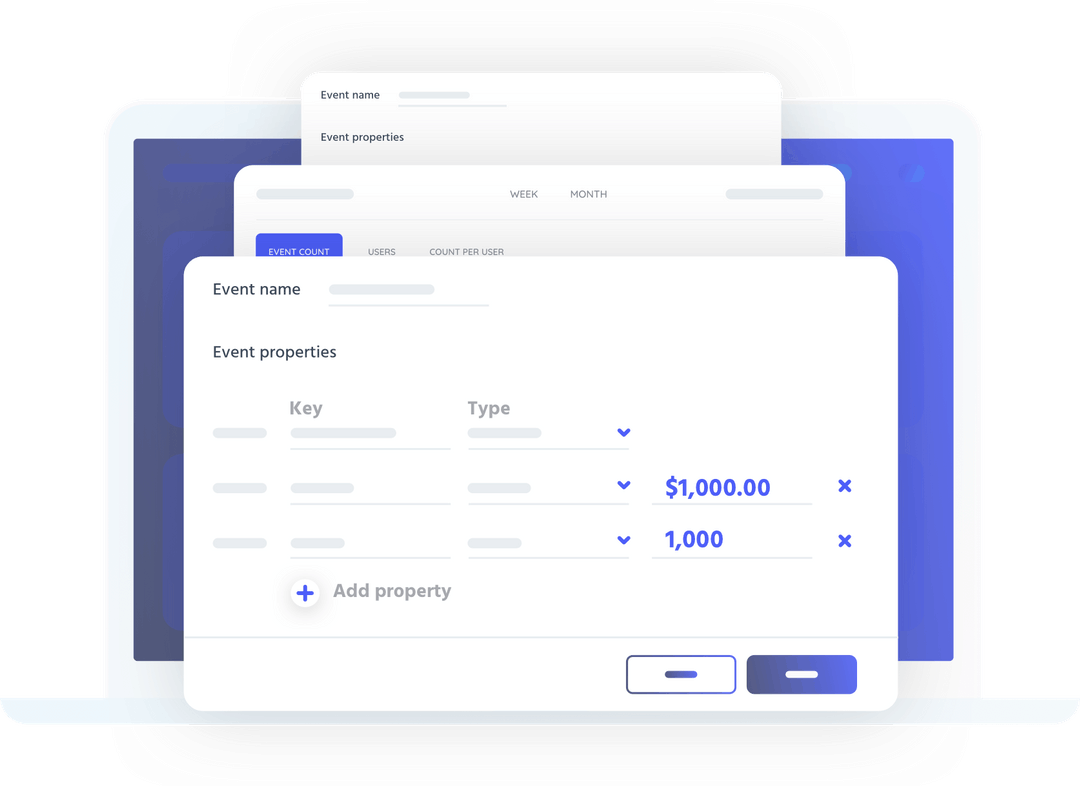 Event name
Event properties
WEEK MONTH
EVENT COUNT USERS COUNT PER USER
Event name
Event properties
Key Type
$1,000.00
1,000
Add property